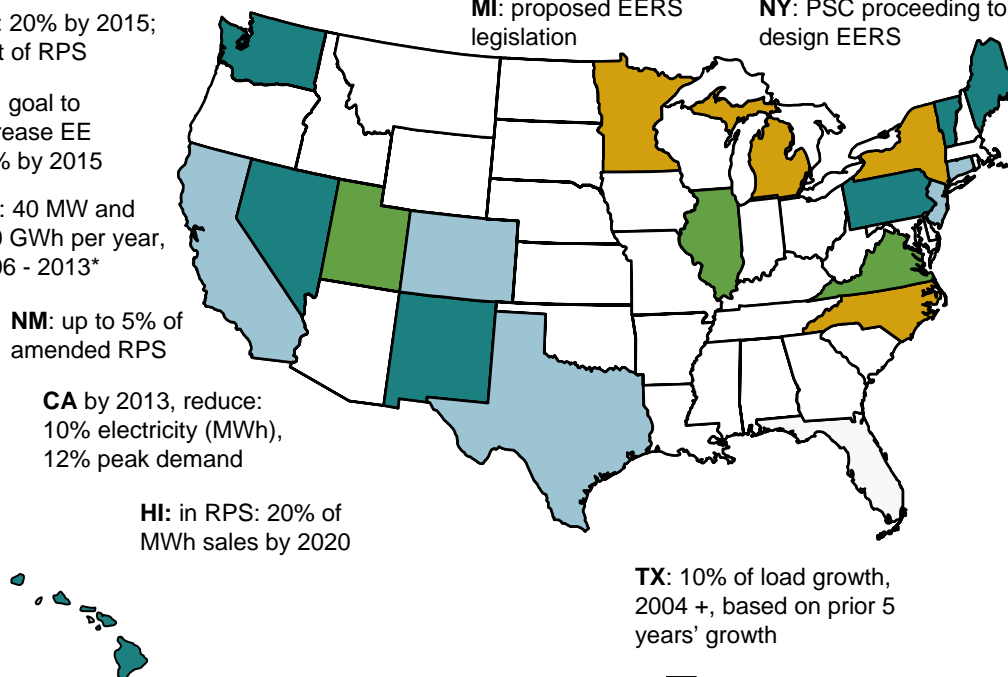 : 20% by 2015;
t of RPS
goal to
rease EE
% by 2015
: 40 MW and
0 GWh per year,
06 - 2013*
NM: up to 5% of
amended RPS
CA by 2013, reduce:
10% electricity (MWh),
12% peak demand
HI: in RPS: 20% of
MWh sales by 2020
MI: proposed EERS
legislation
NY: PSC proceeding to
design EERS
TX: 10% of load growth,
2004 +, based on prior 5
years’ growth